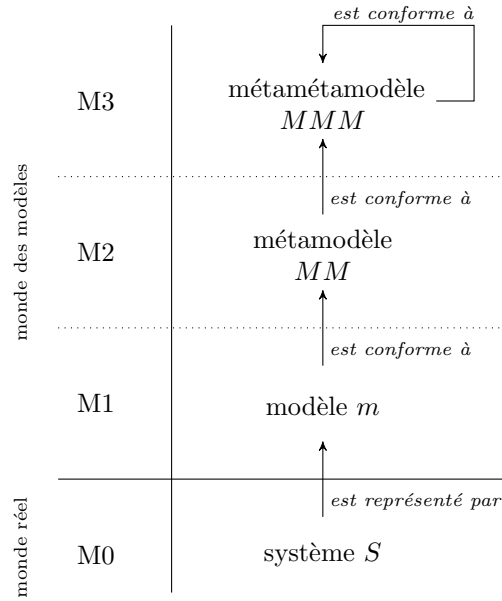 est conforme à
M3
métamétamodèle
MMM
est conforme à
monde des modèles
M2
métamodèle
MM
est conforme à
M1
modèle m
est représenté par
monde réel
M0
système S